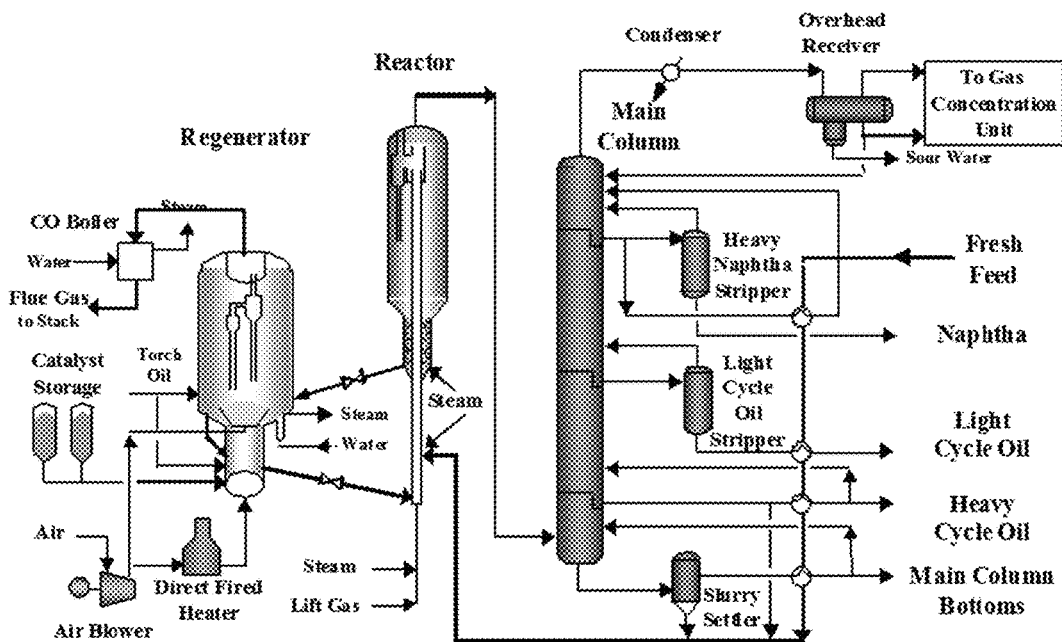 Overhead
Receiver
Condenser
Reactor
To Gas
Concentration
Unit
Main
Column
Regenerator
Sour Water
Steam
CO Boiler
Water
Heavy
Naphtha
Stripper
Fresh
Feed
Flue Gas
to Stack
Naphtha
Catalyst
Storage
Torch
Oil
Light
Cycle
Oil
Stripper
Steam
Steam
Water
Light
Cycle Oil
Heavy
Cycle Oil
Air
Steam
Direct Fired
Heater
Lift Gas
Slurry
Settler
Main Column
Bottoms
Air Blower